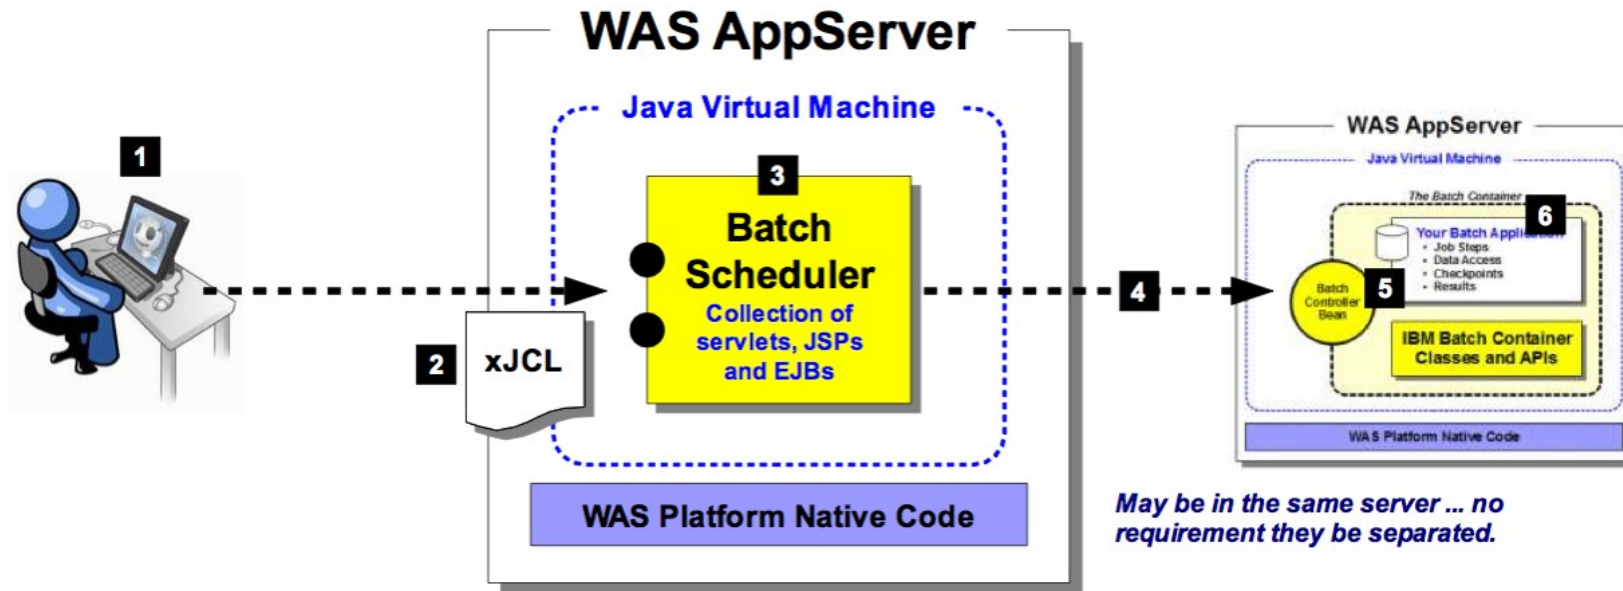 WAS AppServer
Java Virtual Machine
1
3
Batch
Scheduler
Collection of
servlets, JSPs
and EJBs
2
xJCL
WAS Platform Native Code
4
WAS AppServer
Java Virtual Machine
The Batch Container
6
Your Batch Application
• Job Steps
• Data Access
• Checkpoints
• Results
5
Batch
Controller
Bean
IBM Batch Container
Classes and APIs
WAS Platform Native Code
May be in the same server ... no
requirement they be separated.